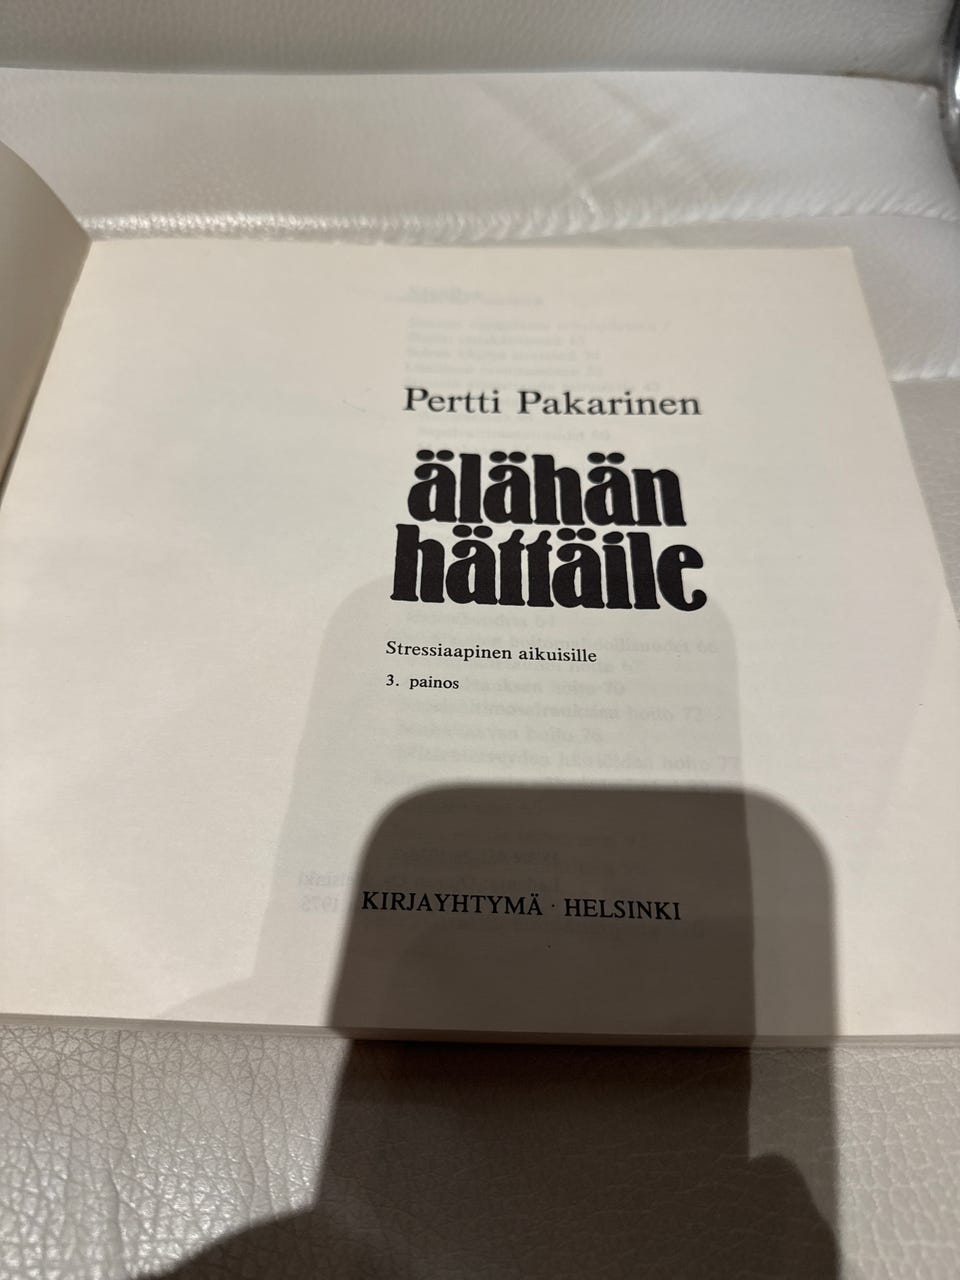 Pertti Pakarinen
älähän
hättäile
Stressiaapinen aikuisille
3. painos
KIRJAYHTYMÄ · HELSINKI